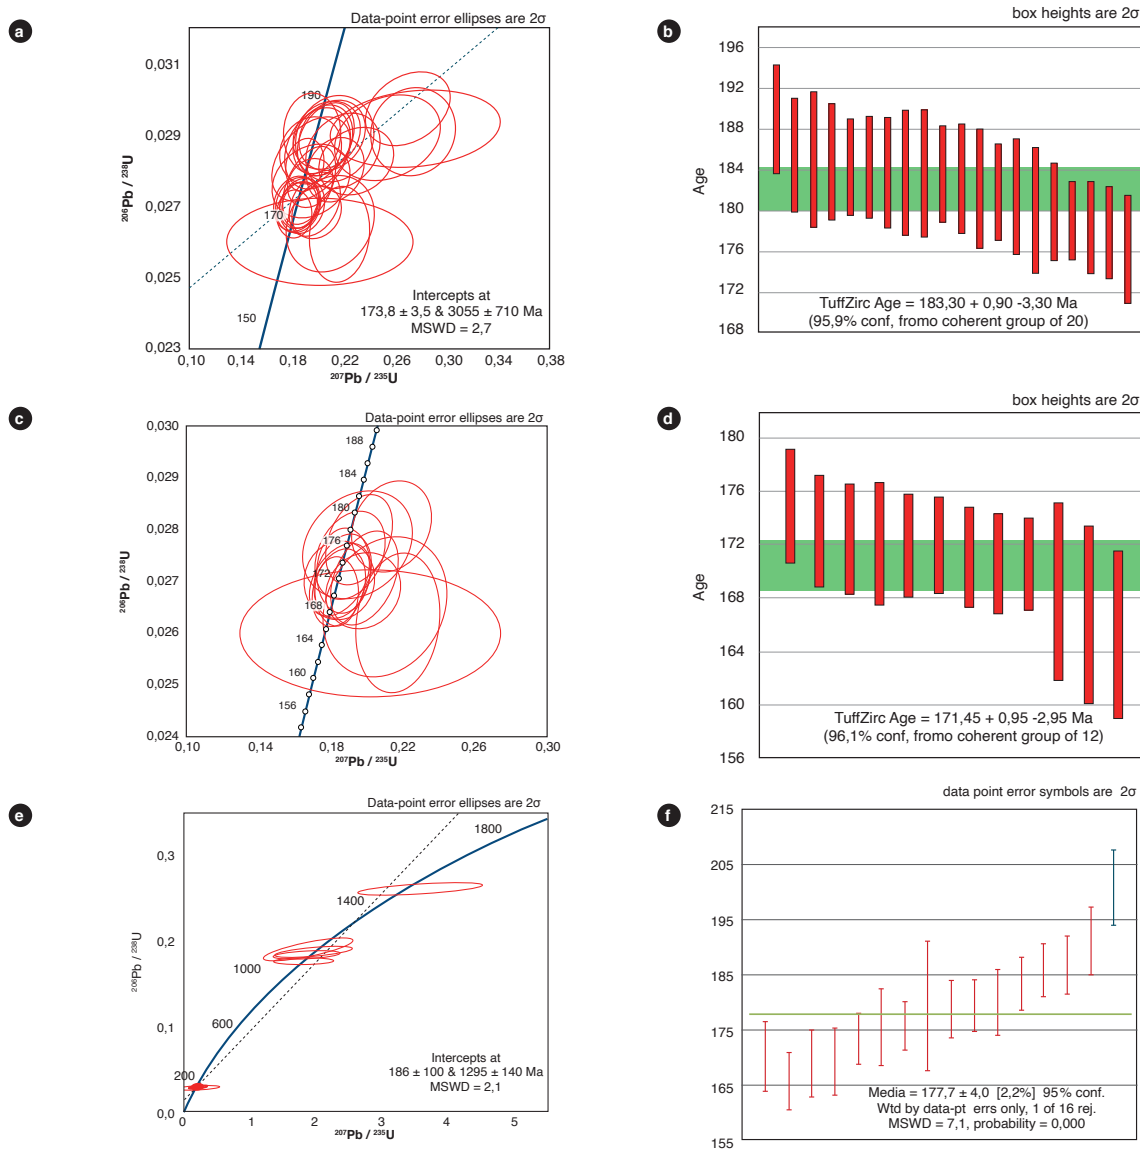 a
Data-point error ellipses are 2σ
0,031
0,029
0,027
0,025
0,023
206Pb / 238U
190
170
150
Intercepts at
173,8 ± 3,5 & 3055 ± 710 Ma
MSWD = 2,7
0,10
0,14
0,18
0,22
0,26
0,30
0,34
0,38
207Pb / 235U
b
box heights are 2σ
196
192
188
184
180
176
172
168
Age
TuffZirc Age = 183,30 + 0,90 -3,30 Ma
(95,9% conf, fromo coherent group of 20)
c
Data-point error ellipses are 2σ
0,030
0,029
0,028
0,027
0,026
0,025
0,024
206Pb / 238U
188
184
180
176
172
168
164
160
156
0,10
0,14
0,18
0,22
0,26
0,30
207Pb / 235U
d
box heights are 2σ
180
176
172
168
164
160
156
Age
TuffZirc Age = 171,45 + 0,95 -2,95 Ma
(96,1% conf, fromo coherent group of 12)
e
Data-point error ellipses are 2σ
0,3
0,2
0,1
0,0
206Pb / 238U
1800
1400
1000
600
200
Intercepts at
186 ± 100 & 1295 ± 140 Ma
MSWD = 2,1
0
1
2
3
4
5
207Pb / 235U
f
data point error symbols are 2σ
215
205
195
185
175
165
155
Media = 177,7 ± 4,0 [2,2%] 95% conf.
Wtd by data-pt errs only, 1 of 16 rej.
MSWD = 7,1, probability = 0,000